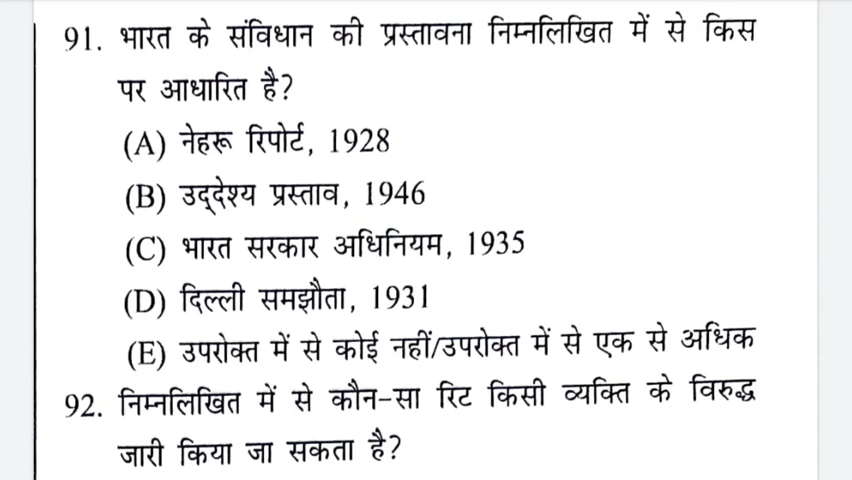 91. भारत के संविधान की प्रस्तावना निम्नलिखित में से किस
पर आधारित है?
(A) नेहरू रिपोर्ट, 1928
(B) उद्देश्य प्रस्ताव, 1946
(C) भारत सरकार अधिनियम, 1935
(D) दिल्ली समझौता, 1931
(E) उपरोक्त में से कोई नहीं/उपरोक्त में से एक से अधिक
92. निम्नलिखित में से कौन-सा रिट किसी व्यक्ति के विरुद्ध
जारी किया जा सकता है?